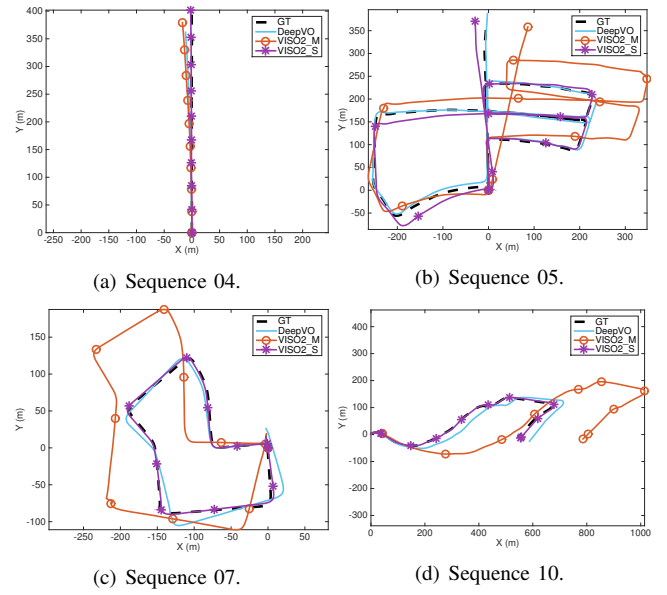 400
350
300
250
200
150
100
50
0
Y (m)
-250 -200 -150 -100 -50 0 50 100 150 200
X (m)
GT
DeepVO
VISO2_M
VISO2_S
(a) Sequence 04.
350
300
250
200
150
100
50
0
-50
Y (m)
-200 -100 0 100 200 300
X (m)
GT
DeepVO
VISO2_M
VISO2_S
(b) Sequence 05.
150
100
50
0
-50
-100
Y (m)
-250 -200 -150 -100 -50 0 50
X (m)
GT
DeepVO
VISO2_M
VISO2_S
(c) Sequence 07.
400
300
200
100
0
-100
-200
-300
Y (m)
0 200 400 600 800 1000
X (m)
GT
DeepVO
VISO2_M
VISO2_S
(d) Sequence 10.